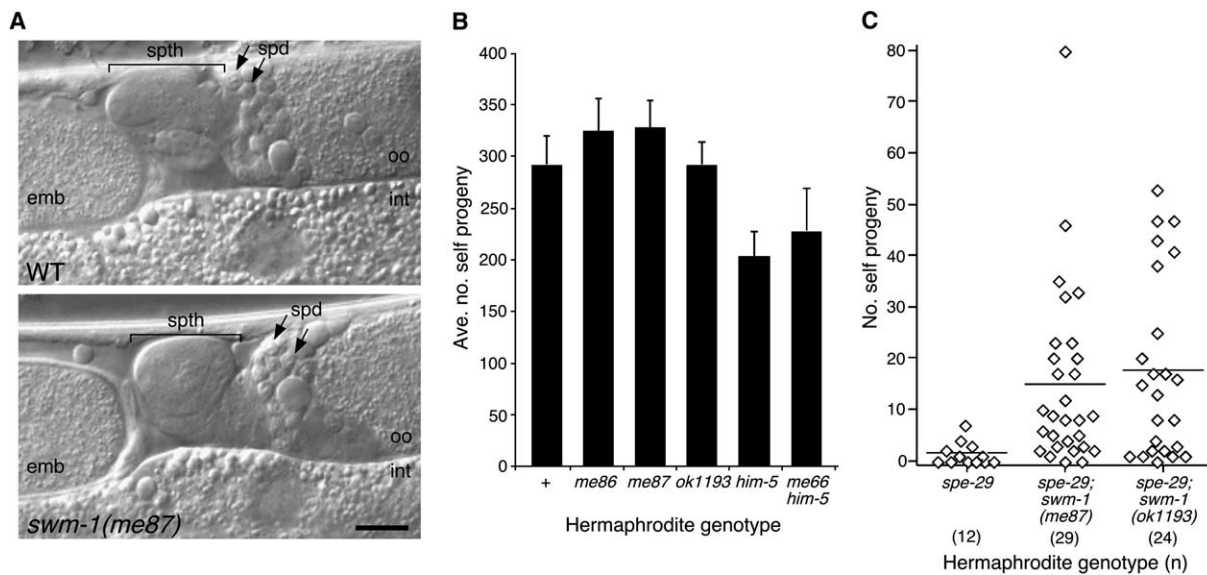 A
spth
spd
emb
oo
int
WT
spth
spd
emb
oo
int
swm-1(me87)
B
Ave. no. self progeny
400
350
300
250
200
150
100
50
0
+ me86 me87 ok1193 him-5 me66
him-5
Hermaphrodite genotype
C
No. self progeny
80
70
60
50
40
30
20
10
0
spe-29 spe-29; spe-29;
swm-1 swm-1
(me87) (ok1193)
(12) (29) (24)
Hermaphrodite genotype (n)